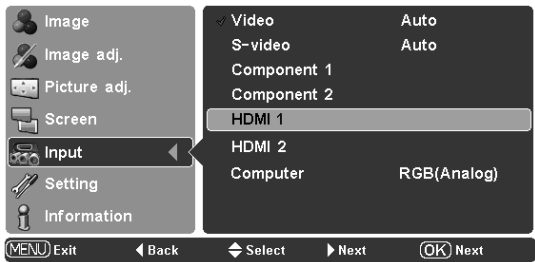 Image
Image adj.
Picture adj.
Screen
Input
Setting
Information
Video Auto
S-video Auto
Component 1
Component 2
HDMI 1
HDMI 2
Computer RGB(Analog)
MENU Exit Back Select Next OK Next